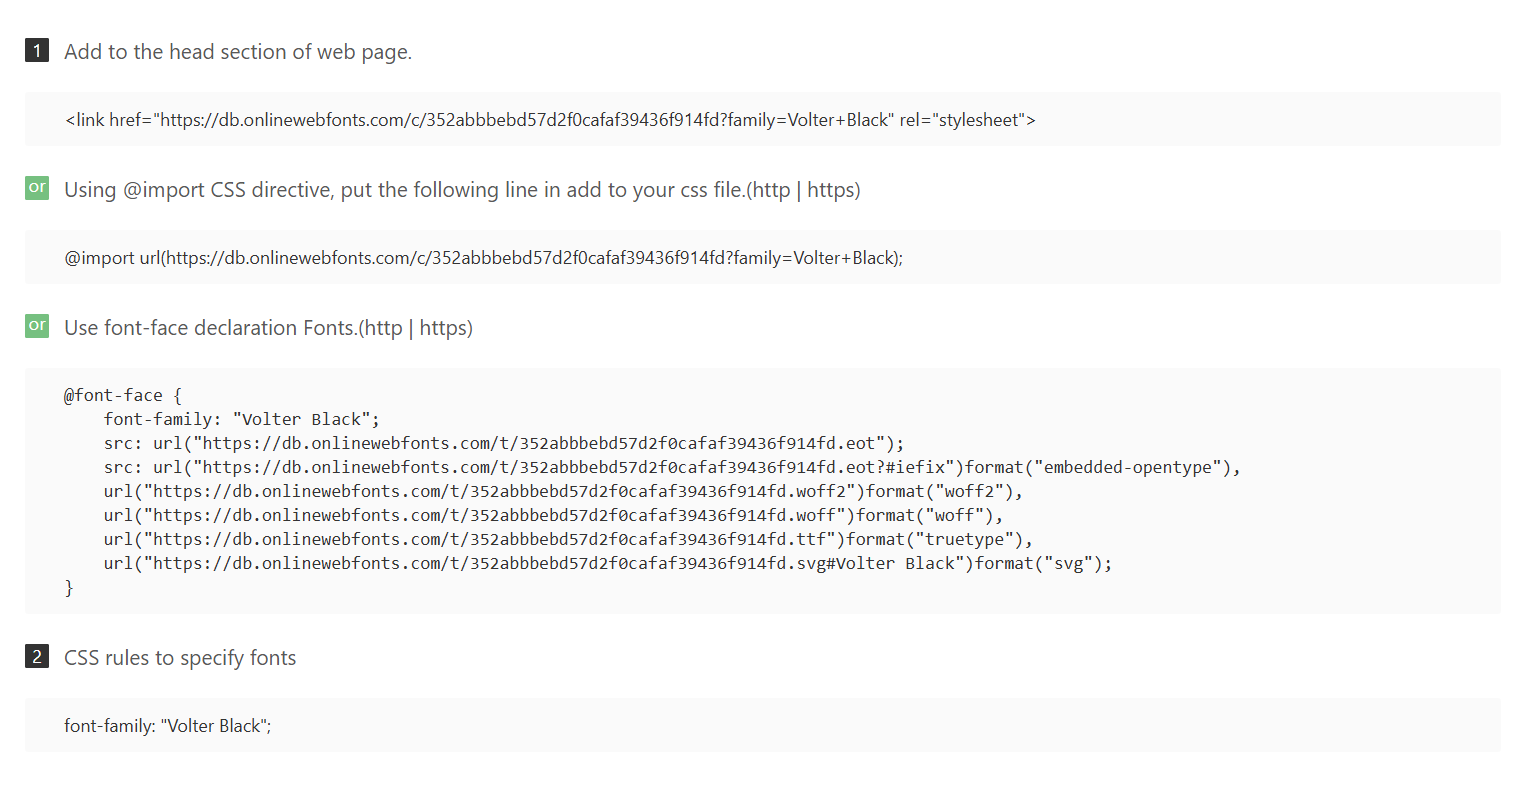 1 Add to the head section of web page.
<link href="https://db.onlinewebfonts.com/c/352abbbebd57d2f0cafaf39436f914fd?family=Volter+Black" rel="stylesheet">
or Using @import CSS directive, put the following line in add to your css file.(http | https)
@import url(https://db.onlinewebfonts.com/c/352abbbebd57d2f0cafaf39436f914fd?family=Volter+Black);
or Use font-face declaration Fonts.(http | https)
@font-face {
    font-family: "Volter Black";
    src: url("https://db.onlinewebfonts.com/t/352abbbebd57d2f0cafaf39436f914fd.eot");
    src: url("https://db.onlinewebfonts.com/t/352abbbebd57d2f0cafaf39436f914fd.eot?#iefix")format("embedded-opentype"),
    url("https://db.onlinewebfonts.com/t/352abbbebd57d2f0cafaf39436f914fd.woff2")format("woff2"),
    url("https://db.onlinewebfonts.com/t/352abbbebd57d2f0cafaf39436f914fd.woff")format("woff"),
    url("https://db.onlinewebfonts.com/t/352abbbebd57d2f0cafaf39436f914fd.ttf")format("truetype"),
    url("https://db.onlinewebfonts.com/t/352abbbebd57d2f0cafaf39436f914fd.svg#Volter Black")format("svg");
}
2 CSS rules to specify fonts
font-family: "Volter Black";